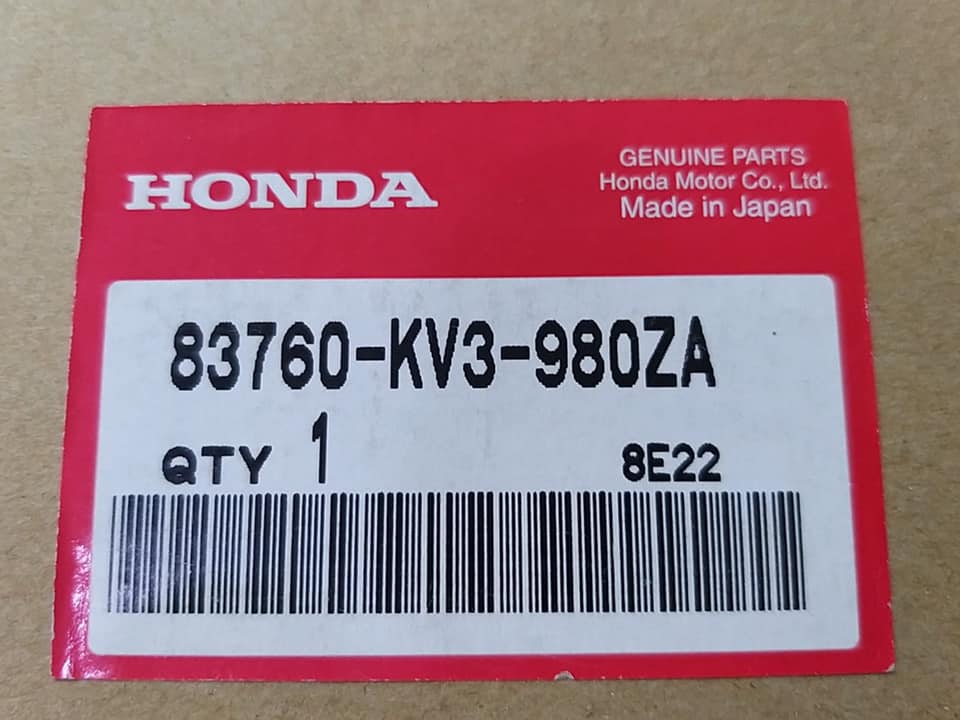 HONDA
GENUINE PARTS
Honda Motor Co., Ltd.
Made in Japan
83760-KV3-980ZA
QTY 1
8E22